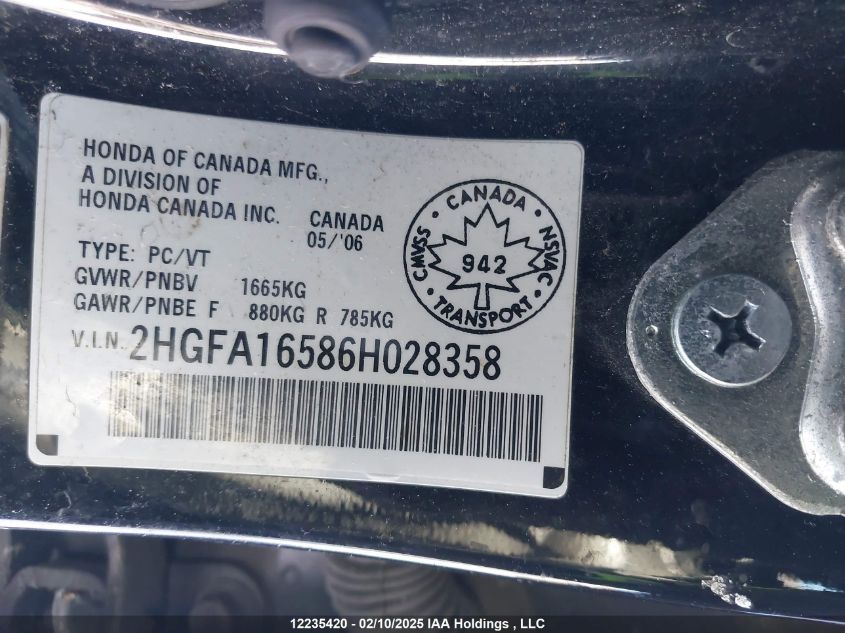 HONDA OF CANADA MFG.,
A DIVISION OF
HONDA CANADA INC. CANADA
05/'06
TYPE: PC/VT
GVWR/PNBV 1665KG
GAWR/PNBE F 880KG R 785KG
V.I.N. 2HGFA16586H028358
CANADA
CMVSS 942 NSVAC
TRANSPORT
12235420 - 02/10/2025 IAA Holdings , LLC